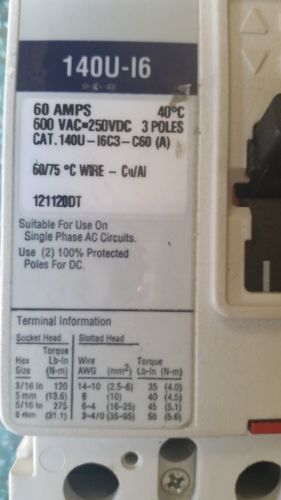 140U-I6
60 AMPS 40°C
600 VAC=250VDC 3 POLES
CAT. 140U-I6C3-C60 (A)
60/75 °C WIRE - Cu/Al
121120DT
Suitable For Use On
Single Phase AC Circuits.
Use (2) 100% Protected
Poles For DC.
Terminal Information
Socket Head Slotted Head
Hex Size Torque Lb-In (N-m) Wire AWG (mm²) Torque Lb-In (N-m)
3/16 in 120 14-10 (2.5-6) 35 (4.0)
5 mm (13.6) 8 (10) 40 (4.5)
5/16 in 275 6-4 (16-25) 45 (5.1)
8 mm (31.1) 3-4/0 (35-95) 50 (5.6)